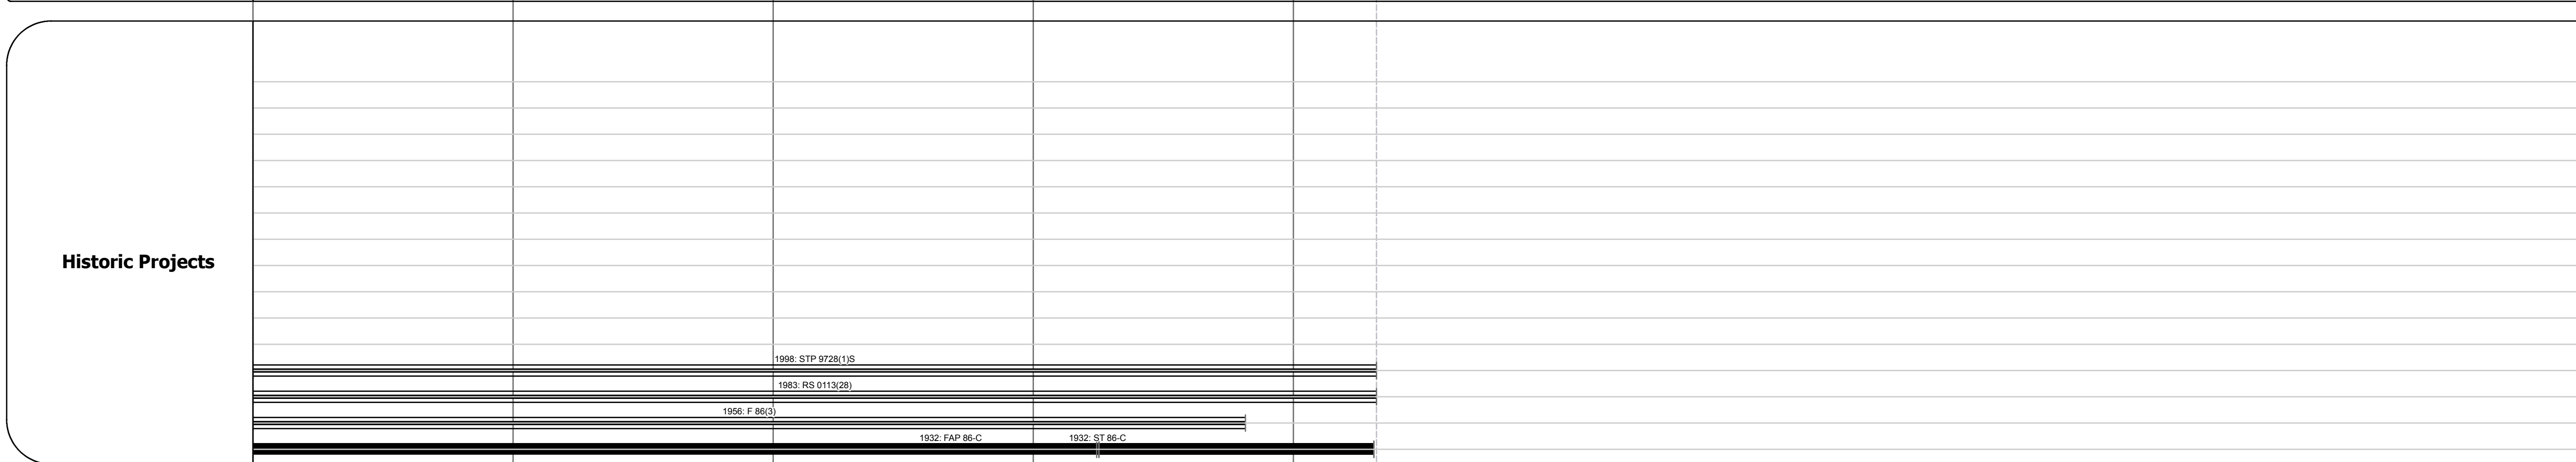 Historic Projects
1998: STP 9728(1)S
1983: RS 0113(28)
1956: F 86(3)
1932: FAP 86-C
1932: ST 86-C